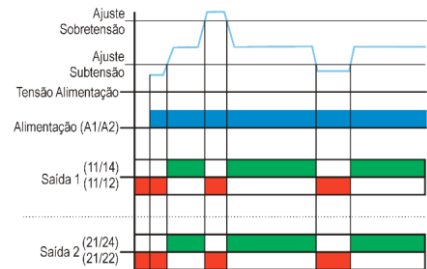 Ajuste
Sobretensão
Ajuste
Subtensão
Tensão Alimentação
Alimentação (A1/A2)
Saída 1 (11/14)
(11/12)
Saída 2 (21/24)
(21/22)